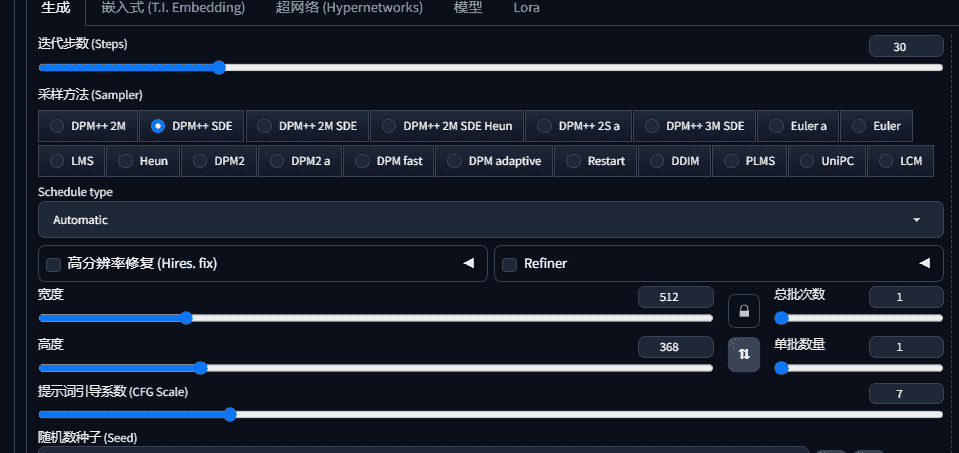 生成 嵌入式 (T.I. Embedding) 超网络 (Hypernetworks) 模型 Lora
迭代步数 (Steps) 30
采样方法 (Sampler)
DPM++ 2M DPM++ SDE DPM++ 2M SDE DPM++ 2M SDE Heun DPM++ 2S a DPM++ 3M SDE Euler a Euler
LMS Heun DPM2 DPM2 a DPM fast DPM adaptive Restart DDIM PLMS UniPC LCM
Schedule type
Automatic
高分辨率修复 (Hires. fix) Refiner
宽度 512 总批次数 1
高度 368 单批数量 1
提示词引导系数 (CFG Scale) 7
随机数种子 (Seed)